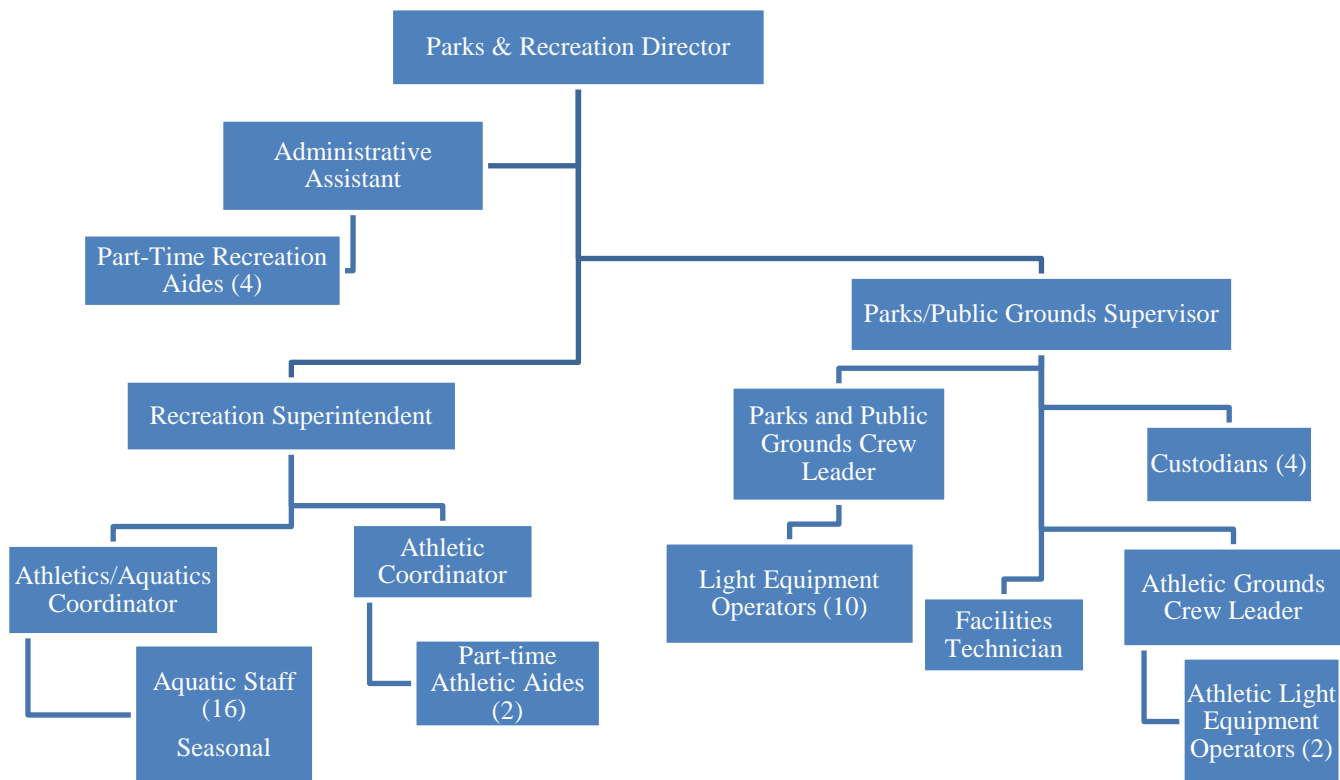 Parks & Recreation Director
Administrative
Assistant
Part-Time Recreation
Aides (4)
Parks/Public Grounds Supervisor
Recreation Superintendent
Parks and Public
Grounds Crew
Leader
Custodians (4)
Athletics/Aquatics
Coordinator
Athletic
Coordinator
Light Equipment
Operators (10)
Facilities
Technician
Athletic Grounds
Crew Leader
Aquatic Staff
(16)
Seasonal
Part-time
Athletic Aides
(2)
Athletic Light
Equipment
Operators (2)